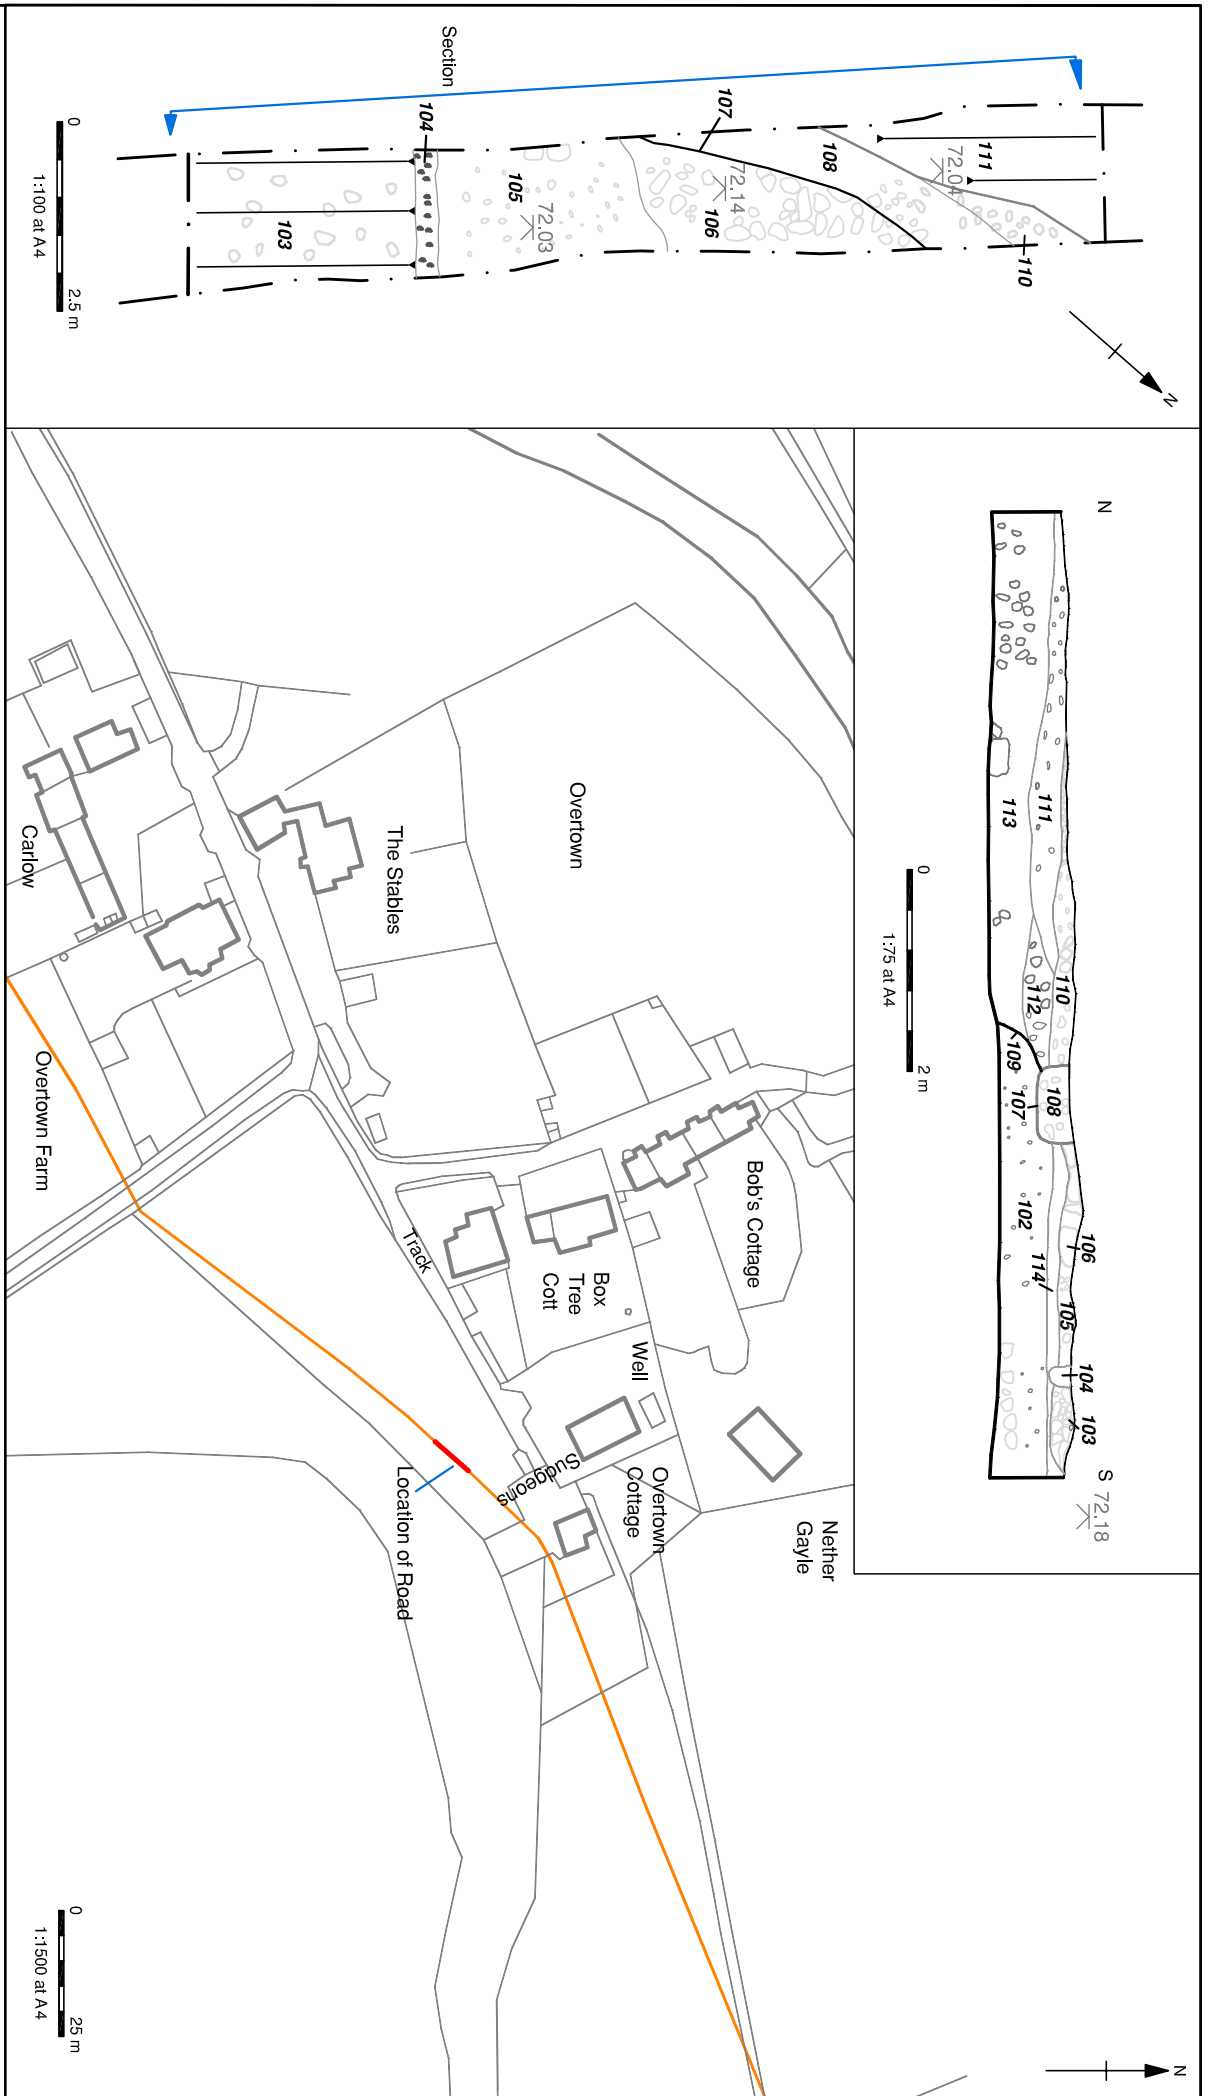 Section
104
107
108
111
72.04
110
72.14
106
105
72.03
103
0
2.5 m
1:100 at A4
N
N
S
72.18
113
111
112
110
109
107
108
102
114
106
105
104
103
0
2 m
1:75 at A4
Overtown
The Stables
Carlow
Overtown Farm
Track
Box
Tree
Cott
Bob's Cottage
Well
Sudgeons
Overtown
Cottage
Nether
Gayle
Location of Road
0
25 m
1:1500 at A4
N